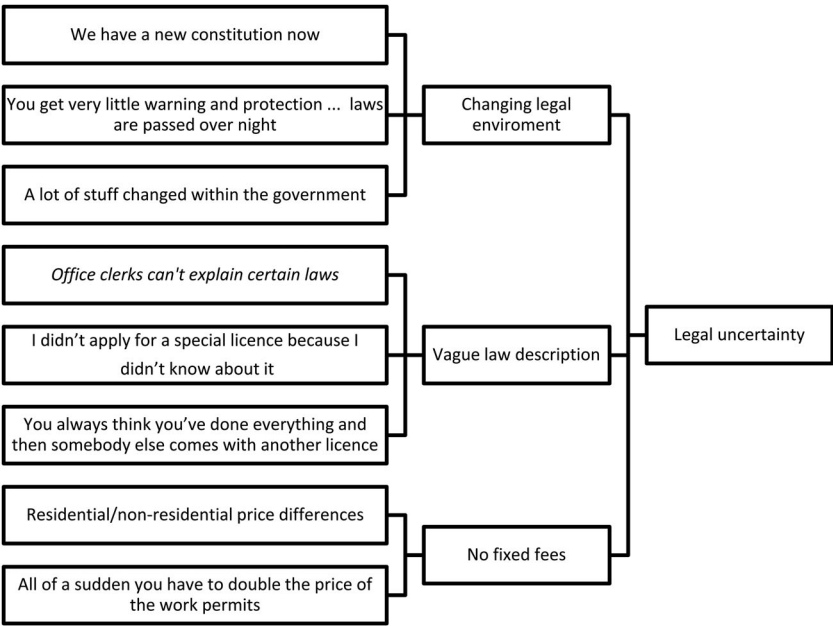 We have a new constitution now
You get very little warning and protection ... laws
are passed over night
Changing legal
enviroment
A lot of stuff changed within the government
Office clerks can't explain certain laws
I didn’t apply for a special licence because I
didn’t know about it
Vague law description
Legal uncertainty
You always think you’ve done everything and
then somebody else comes with another licence
Residential/non-residential price differences
No fixed fees
All of a sudden you have to double the price of
the work permits